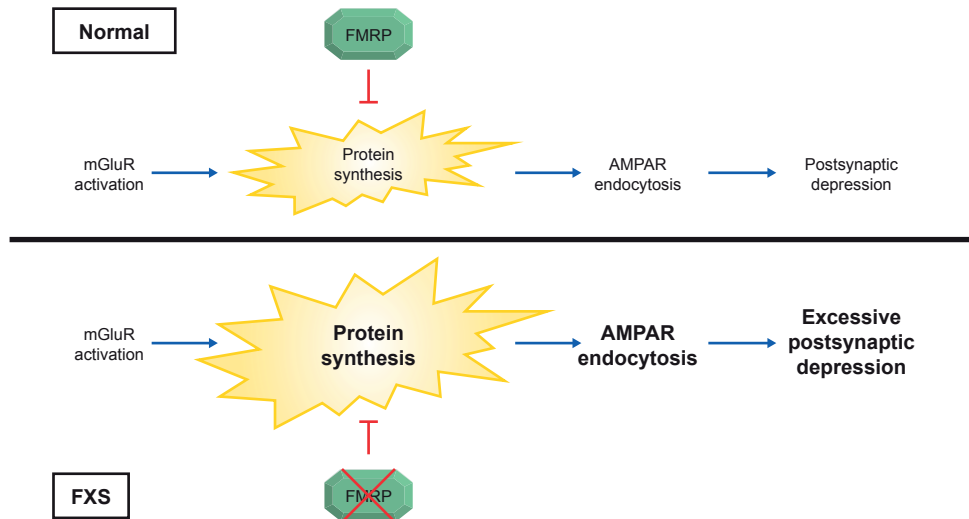 Normal
FMRP
mGluR
activation
Protein
synthesis
AMPAR
endocytosis
Postsynaptic
depression
mGluR
activation
Protein
synthesis
AMPAR
endocytosis
Excessive
postsynaptic
depression
FXS
FMRP